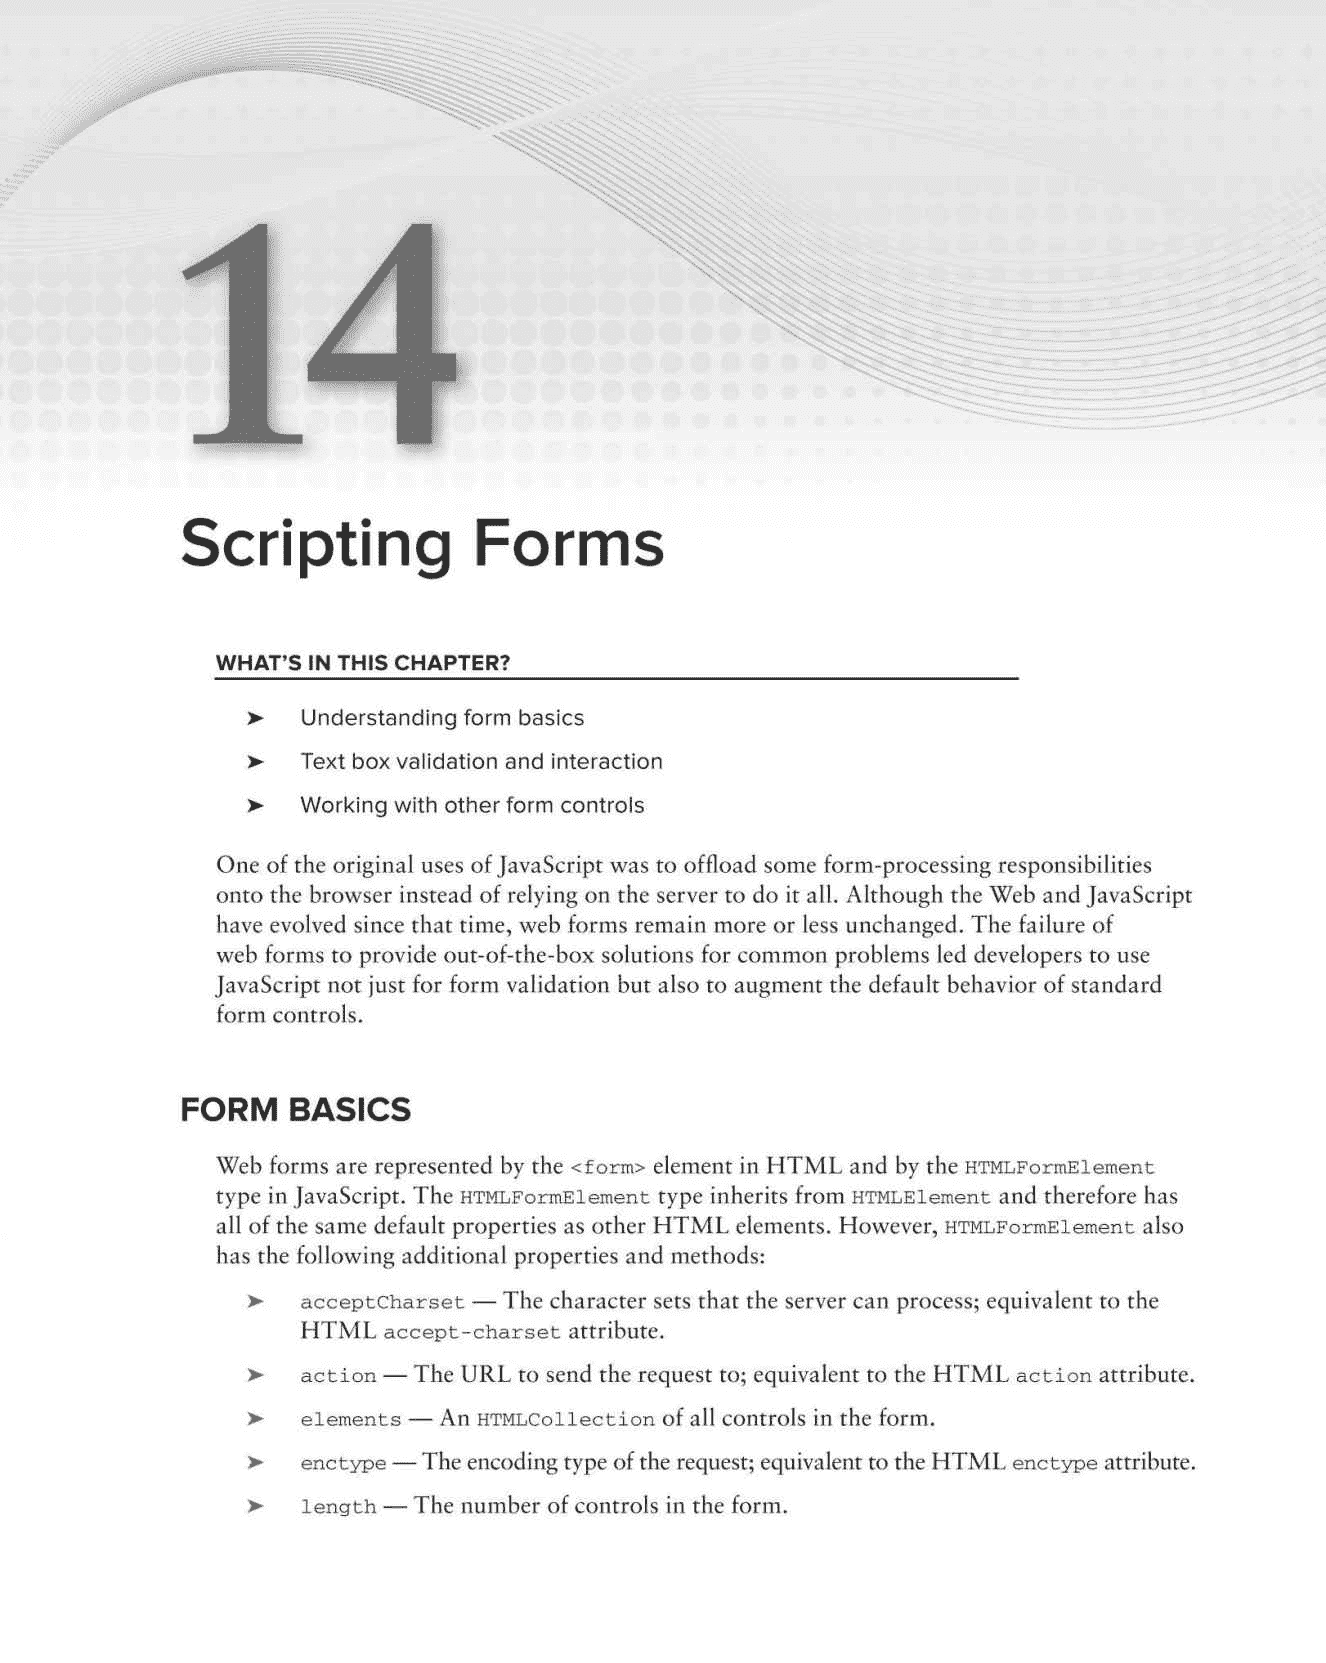 14
Scripting Forms
WHAT'S IN THIS CHAPTER?
➤ Understanding form basics
➤ Text box validation and interaction
➤ Working with other form controls
One of the original uses of JavaScript was to offload some form-processing responsibilities
onto the browser instead of relying on the server to do it all. Although the Web and JavaScript
have evolved since that time, web forms remain more or less unchanged. The failure of
web forms to provide out-of-the-box solutions for common problems led developers to use
JavaScript not just for form validation but also to augment the default behavior of standard
form controls.
FORM BASICS
Web forms are represented by the <form> element in HTML and by the HTMLFormElement
type in JavaScript. The HTMLFormElement type inherits from HTMLElement and therefore has
all of the same default properties as other HTML elements. However, HTMLFormElement also
has the following additional properties and methods:
➤ acceptCharset — The character sets that the server can process; equivalent to the
HTML accept-charset attribute.
➤ action — The URL to send the request to; equivalent to the HTML action attribute.
➤ elements — An HTMLCollection of all controls in the form.
➤ enctype — The encoding type of the request; equivalent to the HTML enctype attribute.
➤ length — The number of controls in the form.